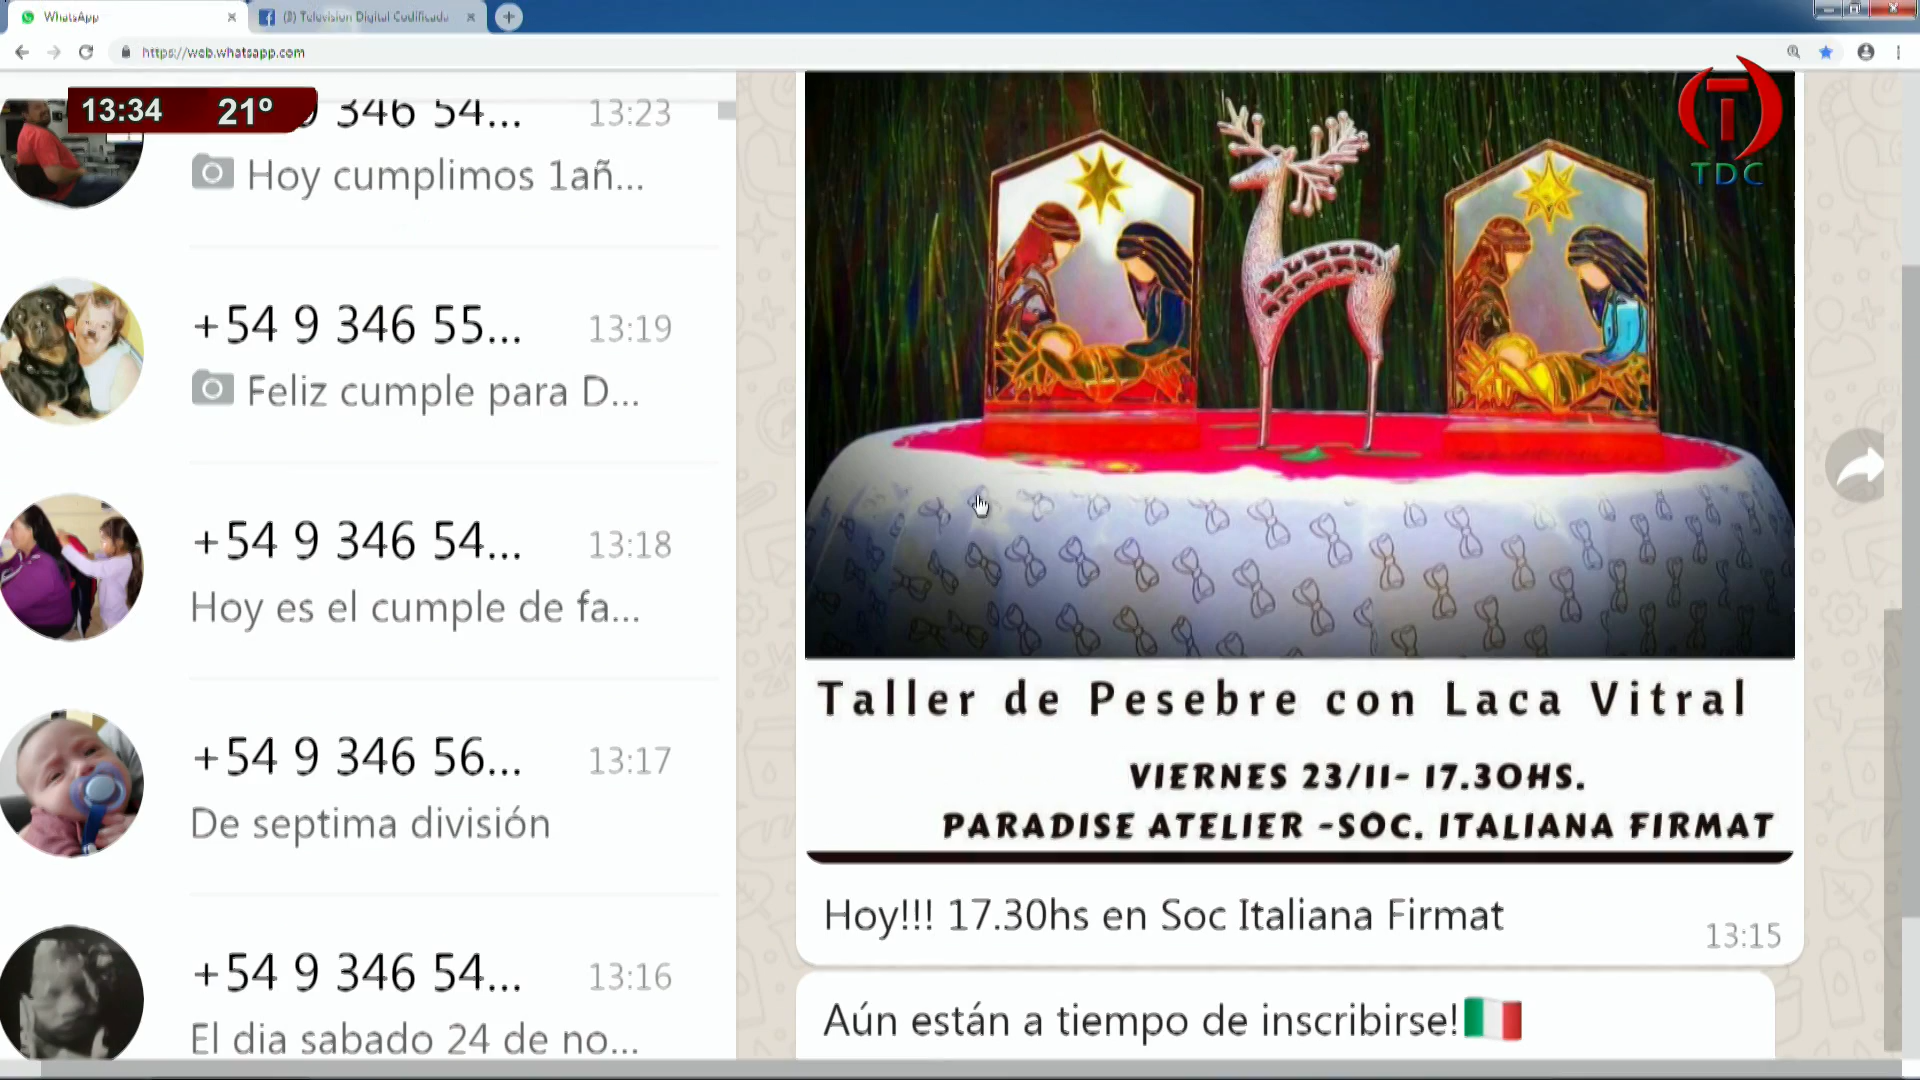 WhatsApp
(3) Television Digital Codificada
https://web.whatsapp.com
13:34 21º
9 346 54... 13:23
Hoy cumplimos 1añ...
+54 9 346 55... 13:19
Feliz cumple para D...
+54 9 346 54... 13:18
Hoy es el cumple de fa...
+54 9 346 56... 13:17
De septima división
+54 9 346 54... 13:16
El dia sabado 24 de no...
TDC
Taller de Pesebre con Laca Vitral
VIERNES 23/11- 17.30HS.
PARADISE ATELIER -SOC. ITALIANA FIRMAT
Hoy!!! 17.30hs en Soc Italiana Firmat
13:15
Aún están a tiempo de inscribirse!🇮🇹